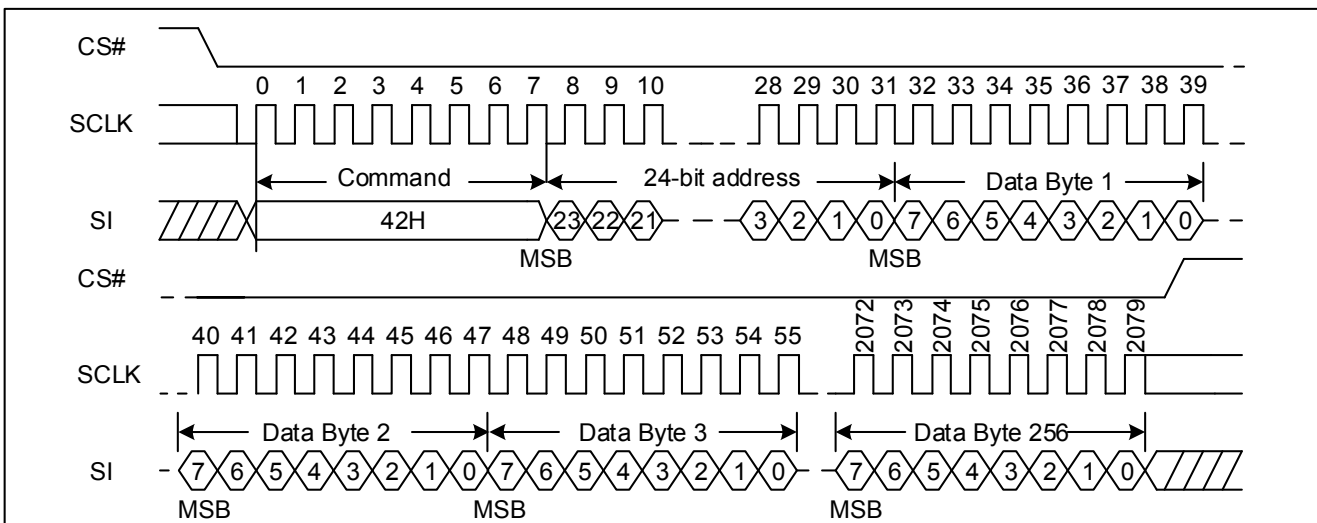 CS#
0 1 2 3 4 5 6 7 8 9 10 28 29 30 31 32 33 34 35 36 37 38 39
SCLK
Command 24-bit address Data Byte 1
SI 42H 23 22 21 3 2 1 0 7 6 5 4 3 2 1 0
MSB MSB
CS#
40 41 42 43 44 45 46 47 48 49 50 51 52 53 54 55 2072 2073 2074 2075 2076 2077 2078 2079
SCLK
Data Byte 2 Data Byte 3 Data Byte 256
SI 7 6 5 4 3 2 1 0 7 6 5 4 3 2 1 0 7 6 5 4 3 2 1 0
MSB MSB MSB